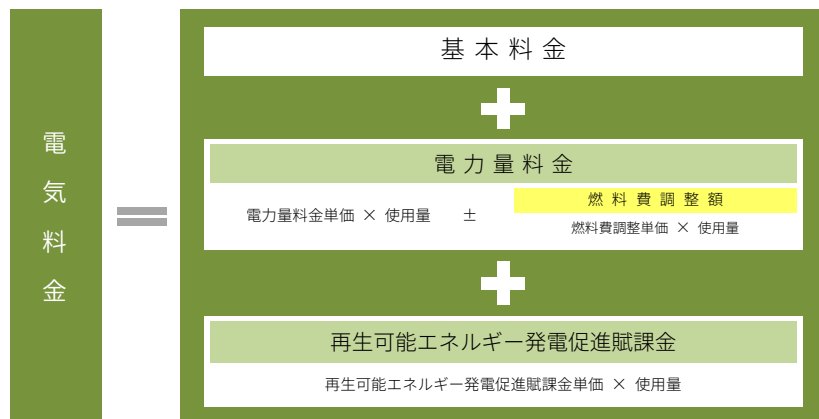 電気料金
基本料金
電力量料金
電力量料金単価 × 使用量 ± 燃料費調整額
燃料費調整単価 × 使用量
再生可能エネルギー発電促進賦課金
再生可能エネルギー発電促進賦課金単価 × 使用量